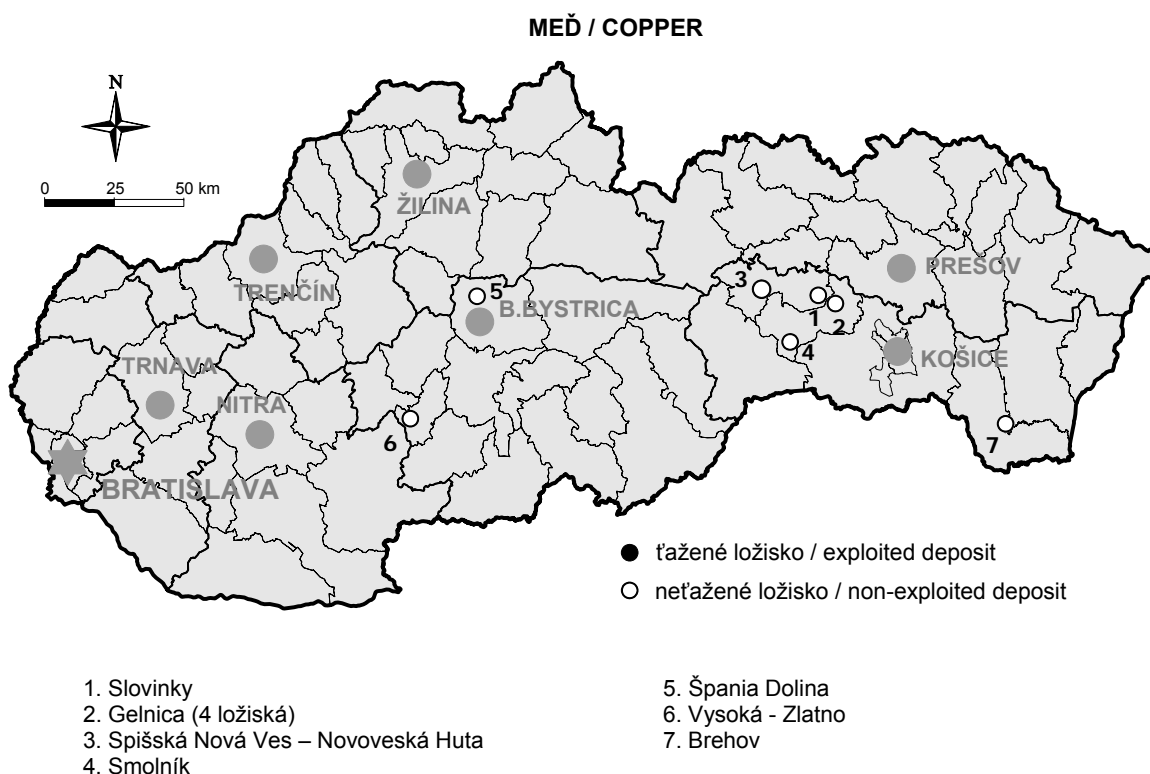 MEĎ / COPPER
N
0 25 50 km
ŽILINA
TRENČÍN
PREŠOV
3
5
B.BYSTRICA
1
2
4
KOŠICE
TRNAVA
NITRA
6
7
BRATISLAVA
ťažené ložisko / exploited deposit
neťažené ložisko / non-exploited deposit
1. Slovinky
2. Gelnica (4 ložiská)
3. Spišská Nová Ves – Novoveská Huta
4. Smolník
5. Špania Dolina
6. Vysoká - Zlatno
7. Brehov